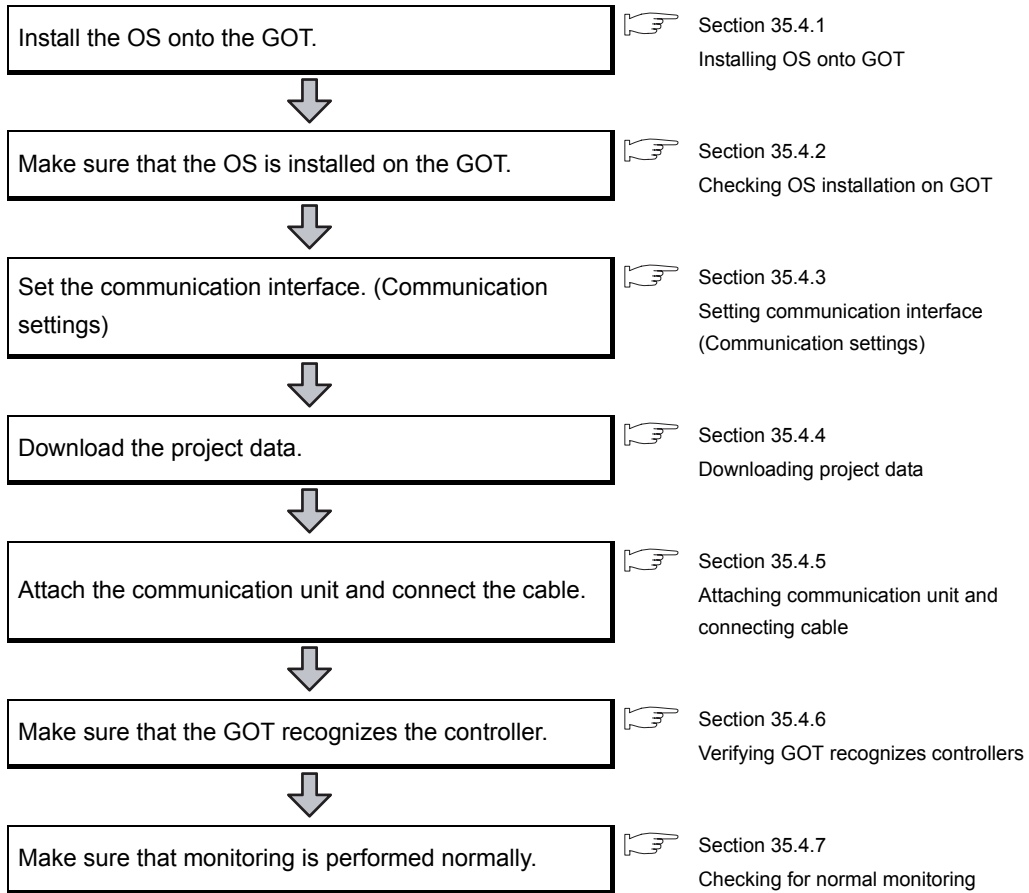 Install the OS onto the GOT.
Section 35.4.1
Installing OS onto GOT
Make sure that the OS is installed on the GOT.
Section 35.4.2
Checking OS installation on GOT
Set the communication interface. (Communication
settings)
Section 35.4.3
Setting communication interface
(Communication settings)
Download the project data.
Section 35.4.4
Downloading project data
Attach the communication unit and connect the cable.
Section 35.4.5
Attaching communication unit and
connecting cable
Make sure that the GOT recognizes the controller.
Section 35.4.6
Verifying GOT recognizes controllers
Make sure that monitoring is performed normally.
Section 35.4.7
Checking for normal monitoring